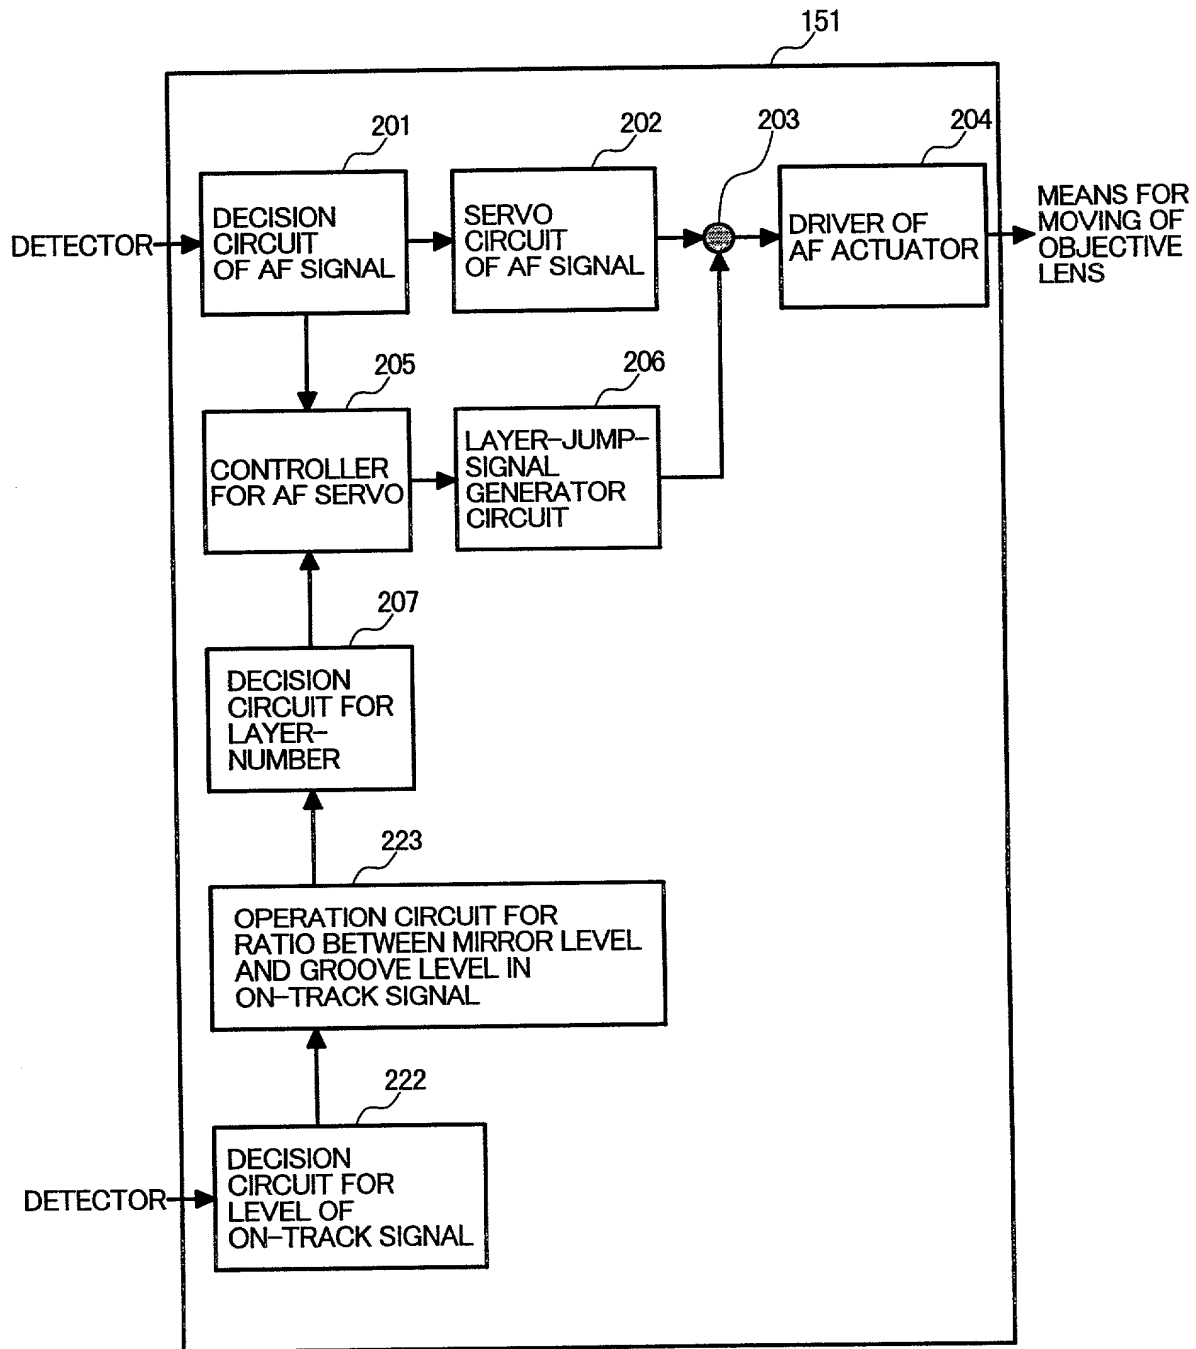 151
201
202
203
204
DETECTOR
DECISION
CIRCUIT
OF AF SIGNAL
SERVO
CIRCUIT
OF AF SIGNAL
DRIVER OF
AF ACTUATOR
MEANS FOR
MOVING OF
OBJECTIVE
LENS
205
206
CONTROLLER
FOR AF SERVO
LAYER-JUMP-
SIGNAL
GENERATOR
CIRCUIT
207
DECISION
CIRCUIT FOR
LAYER-
NUMBER
223
OPERATION CIRCUIT FOR
RATIO BETWEEN MIRROR LEVEL
AND GROOVE LEVEL IN
ON-TRACK SIGNAL
222
DETECTOR
DECISION
CIRCUIT FOR
LEVEL OF
ON-TRACK SIGNAL